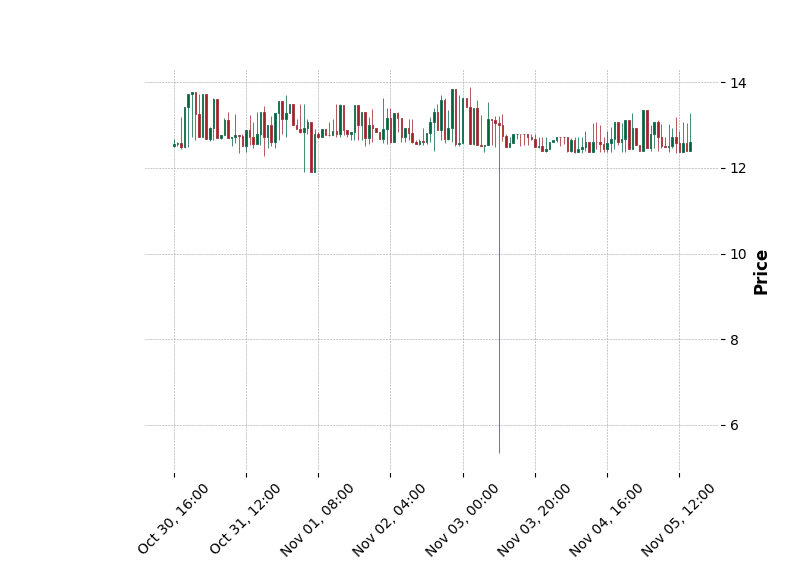 14
12
10
8
6
Price
Oct 30, 16:00
Oct 31, 12:00
Nov 01, 08:00
Nov 02, 04:00
Nov 03, 00:00
Nov 03, 20:00
Nov 04, 16:00
Nov 05, 12:00